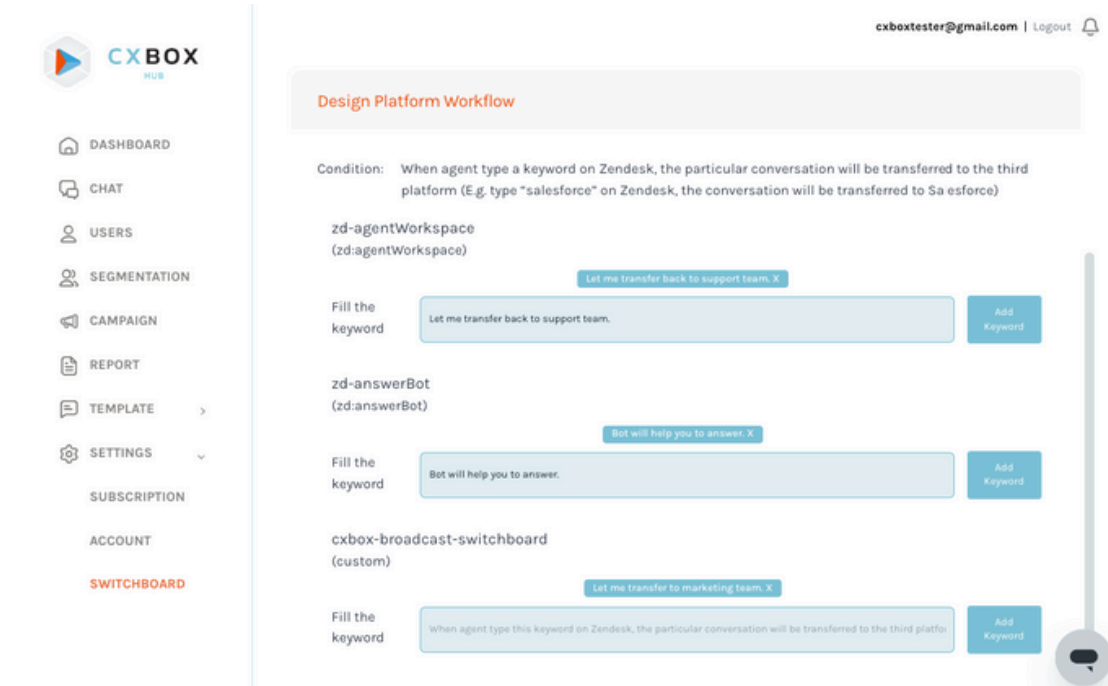 cxboxtester@gmail.com | Logout
CXBOX
HUB
DASHBOARD
CHAT
USERS
SEGMENTATION
CAMPAIGN
REPORT
TEMPLATE
SETTINGS
SUBSCRIPTION
ACCOUNT
SWITCHBOARD
Design Platform Workflow
Condition: When agent type a keyword on Zendesk, the particular conversation will be transferred to the third
platform (E.g. type “salesforce” on Zendesk, the conversation will be transferred to Sa esforce)
zd-agentWorkspace
(zd:agentWorkspace)
Let me transfer back to support team. X
Fill the
keyword
Let me transfer back to support team.
Add
Keyword
zd-answerBot
(zd:answerBot)
Bot will help you to answer. X
Fill the
keyword
Bot will help you to answer.
Add
Keyword
cxbox-broadcast-switchboard
(custom)
Let me transfer to marketing team. X
Fill the
keyword
When agent type this keyword on Zendesk, the particular conversation will be transferred to the third platfo
Add
Keyword